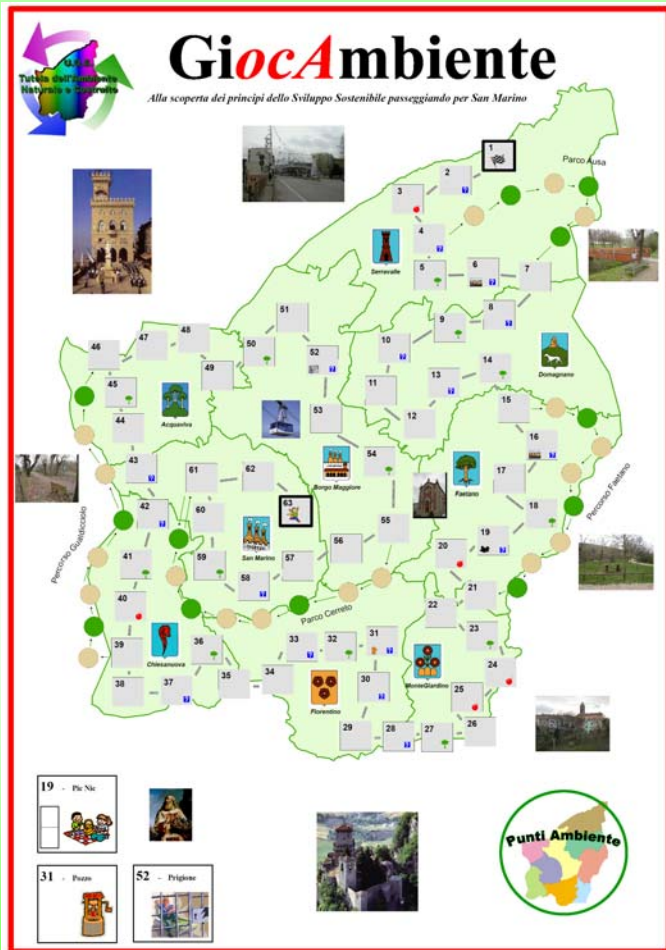 U.O.S.
Tutela dell'Ambiente
Naturale e Costruito
GiocAmbiente
Alla scoperta dei principi dello Sviluppo Sostenibile passeggiando per San Marino
1
Parco Ausa
2
3
4
Serravalle
5
6
7
8
9
10
11
12
13
14
Domagnano
15
16
17
18
Percorso Faetano
19
20
21
Faetano
22
23
24
25
26
MonteGiardino
27
28
29
30
31
32
33
Fiorentino
34
35
36
37
38
39
40
41
Chiesanuova
42
43
44
45
46
Percorso Gualdicciolo
47
48
49
Acquaviva
50
51
52
53
54
Borgo Maggiore
55
56
57
58
59
60
61
62
63
San Marino
Parco Cerreto
19 - Pic Nic
31 - Pozzo
52 - Prigione
Punti Ambiente